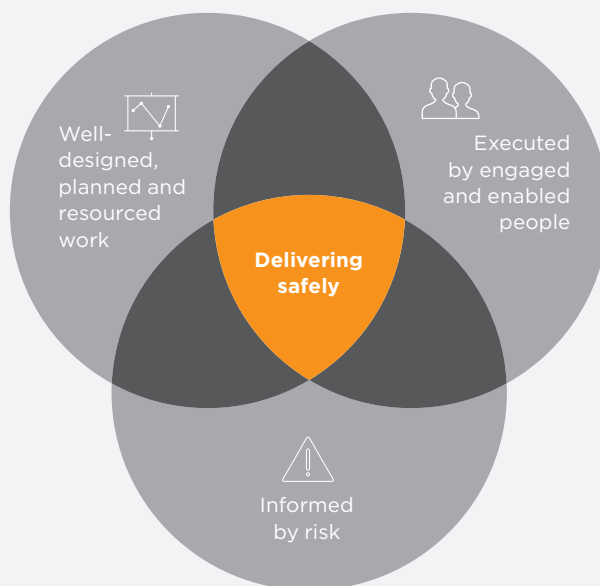 Well-
designed,
planned and
resourced
work
Executed
by engaged
and enabled
people
Delivering
safely
Informed
by risk